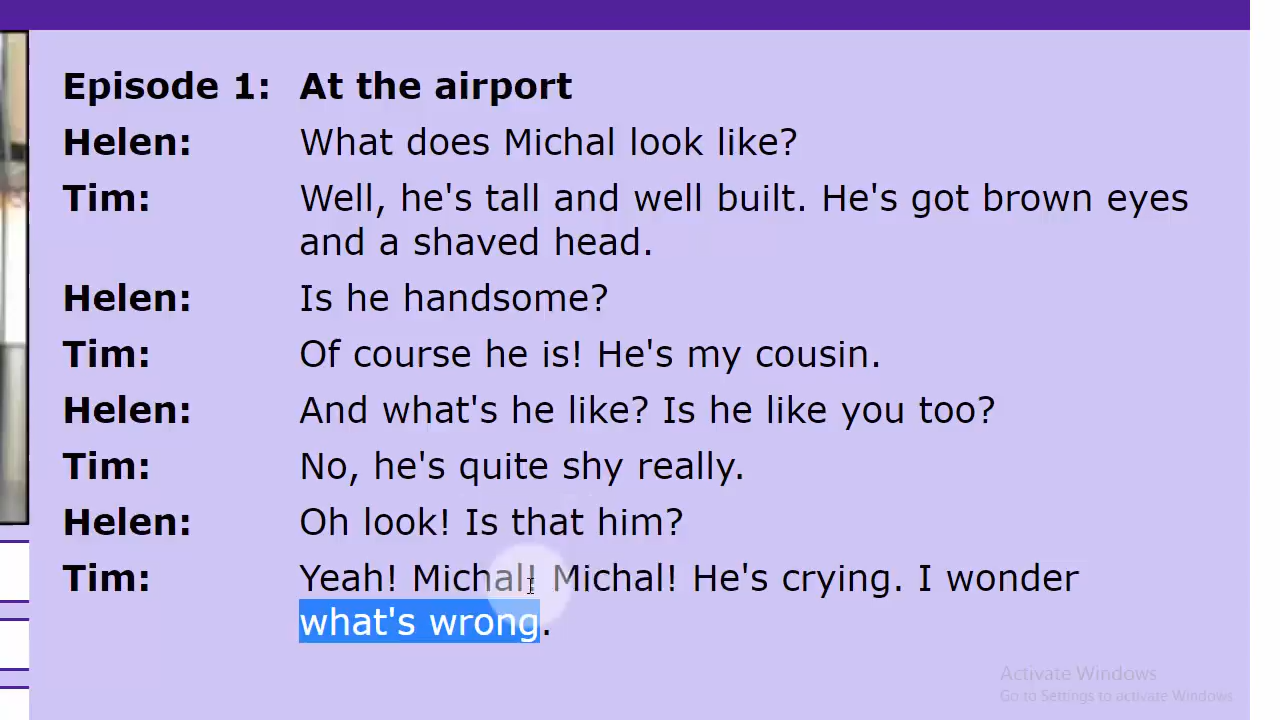 Episode 1: At the airport
Helen: What does Michal look like?
Tim: Well, he's tall and well built. He's got brown eyes
and a shaved head.
Helen: Is he handsome?
Tim: Of course he is! He's my cousin.
Helen: And what's he like? Is he like you too?
Tim: No, he's quite shy really.
Helen: Oh look! Is that him?
Tim: Yeah! Michal! Michal! He's crying. I wonder
what's wrong.
Activate Windows
Go to Settings to activate Windows.